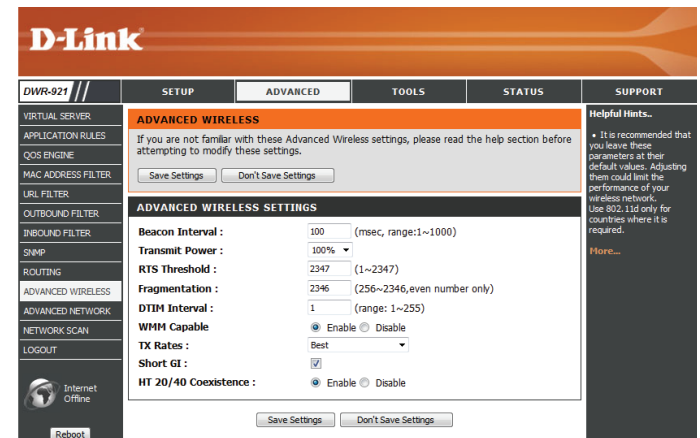 D-Link
DWR-921
SETUP
ADVANCED
TOOLS
STATUS
SUPPORT
VIRTUAL SERVER
APPLICATION RULES
QOS ENGINE
MAC ADDRESS FILTER
URL FILTER
OUTBOUND FILTER
INBOUND FILTER
SNMP
ROUTING
ADVANCED WIRELESS
ADVANCED NETWORK
NETWORK SCAN
LOGOUT
Internet
Offline
Reboot
ADVANCED WIRELESS
If you are not familiar with these Advanced Wireless settings, please read the help section before
attempting to modify these settings.
Save Settings Don't Save Settings
ADVANCED WIRELESS SETTINGS
Beacon Interval : 100 (msec, range:1~1000)
Transmit Power : 100%
RTS Threshold : 2347 (1~2347)
Fragmentation : 2346 (256~2346,even number only)
DTIM Interval : 1 (range: 1~255)
WMM Capable Enable Disable
TX Rates : Best
Short GI :
HT 20/40 Coexistence : Enable Disable
Save Settings Don't Save Settings
Helpful Hints..
• It is recommended that
you leave these
parameters at their
default values. Adjusting
them could limit the
performance of your
wireless network.
Use 802.11d only for
countries where it is
required.
More...